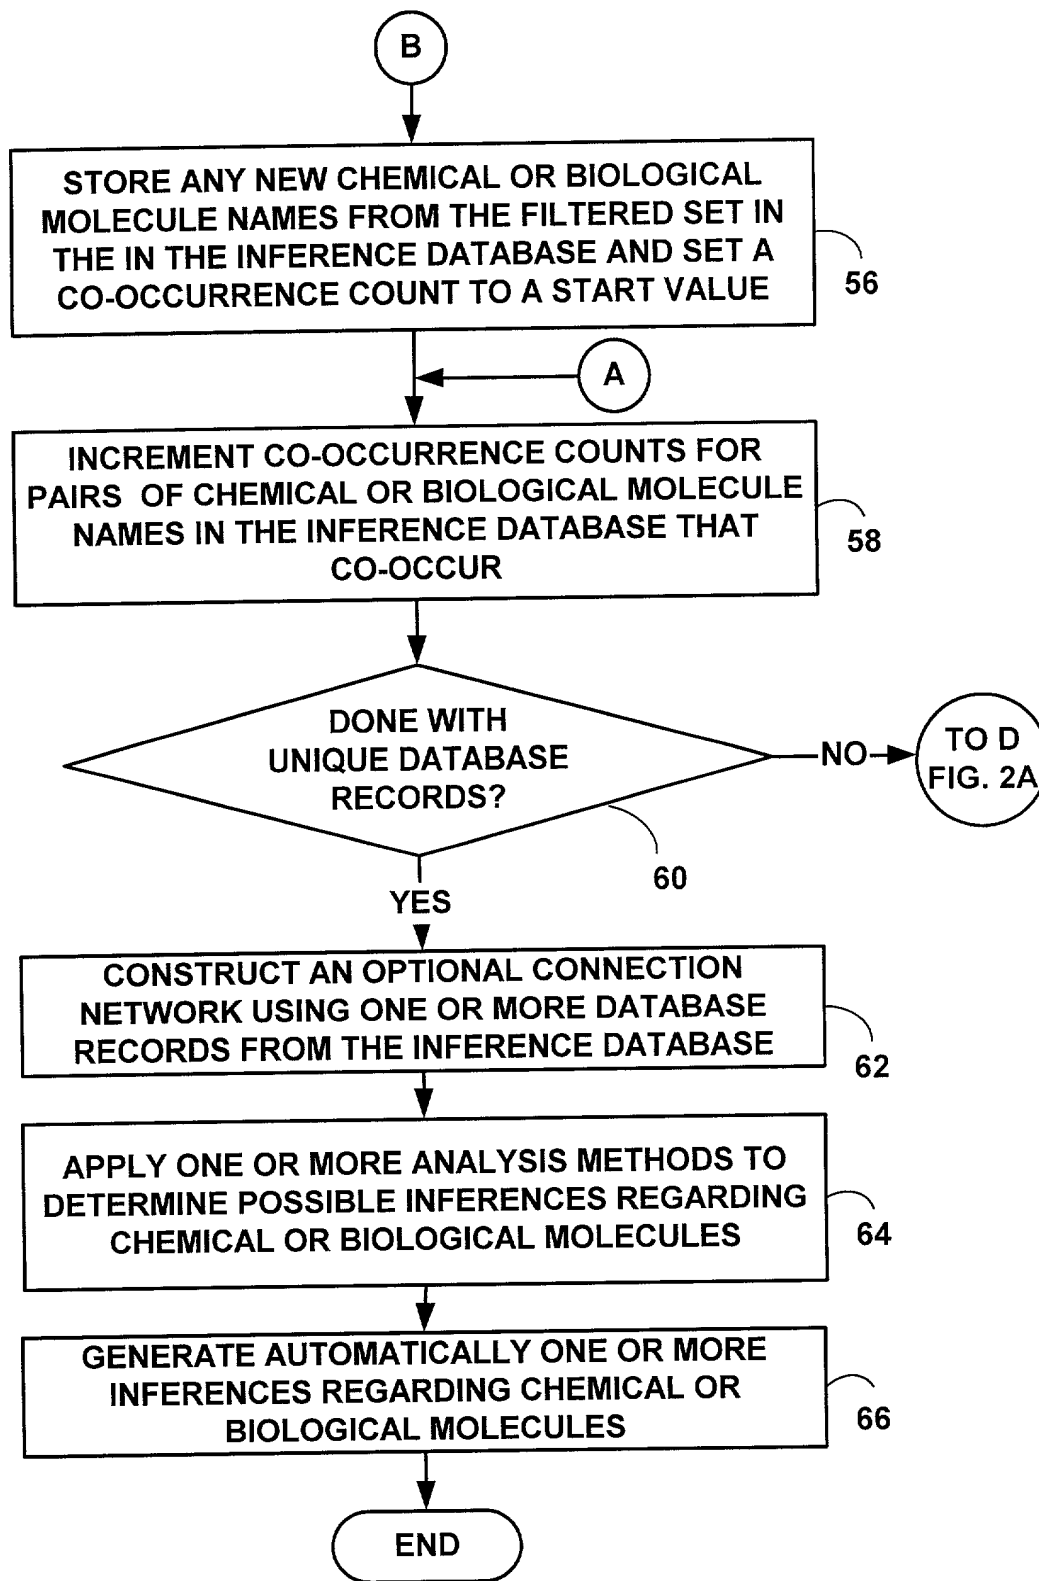 B
STORE ANY NEW CHEMICAL OR BIOLOGICAL
MOLECULE NAMES FROM THE FILTERED SET IN
THE IN THE INFERENCE DATABASE AND SET A
CO-OCCURRENCE COUNT TO A START VALUE
56
A
INCREMENT CO-OCCURRENCE COUNTS FOR
PAIRS OF CHEMICAL OR BIOLOGICAL MOLECULE
NAMES IN THE INFERENCE DATABASE THAT
CO-OCCUR
58
DONE WITH
UNIQUE DATABASE
RECORDS?
NO
TO D
FIG. 2A
60
YES
CONSTRUCT AN OPTIONAL CONNECTION
NETWORK USING ONE OR MORE DATABASE
RECORDS FROM THE INFERENCE DATABASE
62
APPLY ONE OR MORE ANALYSIS METHODS TO
DETERMINE POSSIBLE INFERENCES REGARDING
CHEMICAL OR BIOLOGICAL MOLECULES
64
GENERATE AUTOMATICALLY ONE OR MORE
INFERENCES REGARDING CHEMICAL OR
BIOLOGICAL MOLECULES
66
END